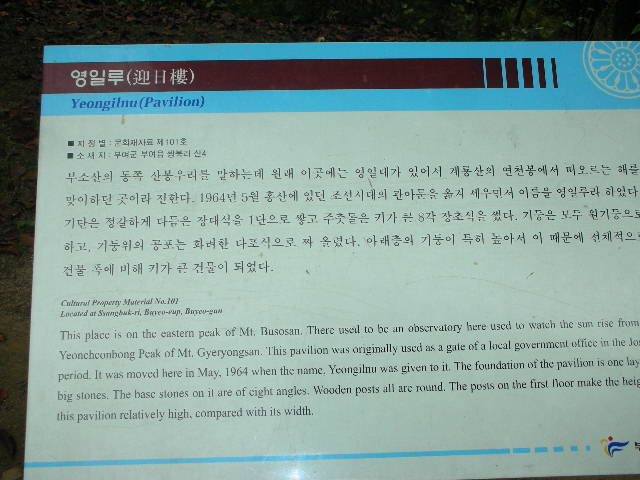 영일루(迎日樓)
Yeongilnu(Pavilion)
■ 지 정 별 : 문화재자료 제101호
■ 소 재 지 : 부여군 부여읍 쌍북리 산4
부소산의 동쪽 산봉우리를 말하는데 원래 이곳에는 영일대가 있어서 계룡산의 연천봉에서 떠오르는 해를
맞이하던 곳이라 전한다. 1964년 5월 홍산에 있던 조선시대의 관아문을 옮겨 세우면서 이름을 영일루라 하였다
기단은 정갈하게 다듬은 장대석을 1단으로 쌓고 주춧돌은 키가 큰 8각 장초석을 썼다. 기둥은 모두 원기둥으로
하고, 기둥위의 공포는 화려한 다포식으로 짜 올렸다. 아래층의 기둥이 특히 높아서 이 때문에 전체적으
건물 폭에 비해 키가 큰 건물이 되었다.
Cultural Property Material No.101
Located at Ssangbuk-ri, Buyeo-eup, Buyeo-gun
This place is on the eastern peak of Mt. Busosan. There used to be an observatory here used to watch the sun rise from
Yeoncheonbong Peak of Mt. Gyeryongsan. This pavilion was originally used as a gate of a local government office in the Jos
period. It was moved here in May, 1964 when the name, Yeongilnu was given to it. The foundation of the pavilion is one lay
big stones. The base stones on it are of eight angles. Wooden posts all are round. The posts on the first floor make the heig
this pavilion relatively high, compared with its width.